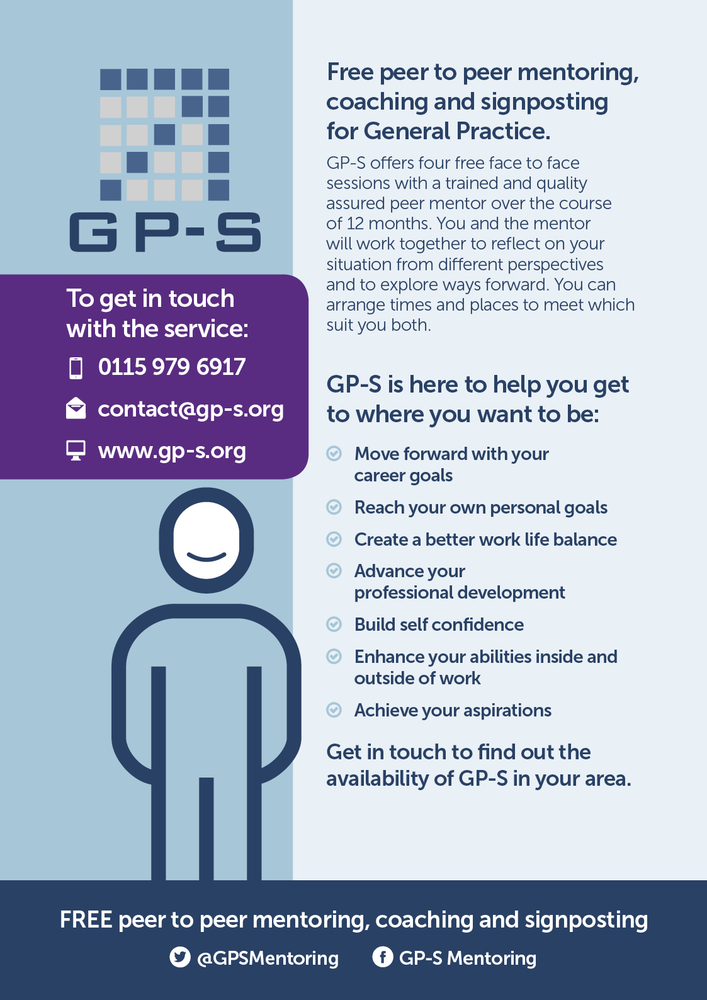 GP-S
To get in touch
with the service:
0115 979 6917
contact@gp-s.org
www.gp-s.org
Free peer to peer mentoring,
coaching and signposting
for General Practice.
GP-S offers four free face to face
sessions with a trained and quality
assured peer mentor over the course
of 12 months. You and the mentor
will work together to reflect on your
situation from different perspectives
and to explore ways forward. You can
arrange times and places to meet which
suit you both.
GP-S is here to help you get
to where you want to be:
Move forward with your
career goals
Reach your own personal goals
Create a better work life balance
Advance your
professional development
Build self confidence
Enhance your abilities inside and
outside of work
Achieve your aspirations
Get in touch to find out the
availability of GP-S in your area.
FREE peer to peer mentoring, coaching and signposting
@GPSMentoring
GP-S Mentoring